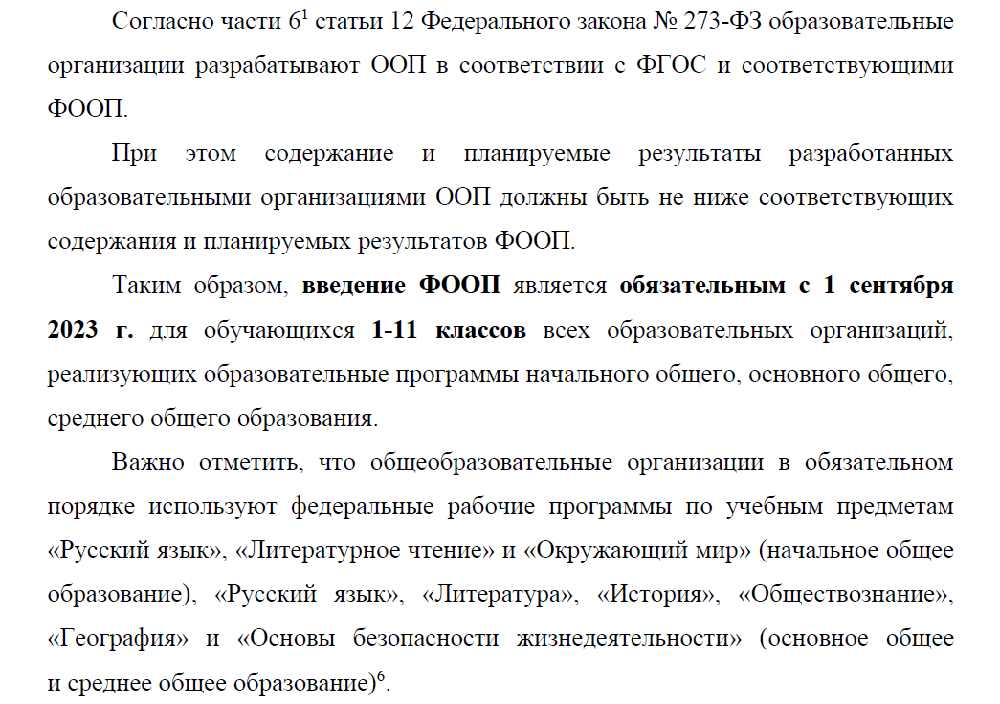 Согласно части 6¹ статьи 12 Федерального закона № 273-ФЗ образовательные
организации разрабатывают ООП в соответствии с ФГОС и соответствующими
ФООП.
При этом содержание и планируемые результаты разработанных
образовательными организациями ООП должны быть не ниже соответствующих
содержания и планируемых результатов ФООП.
Таким образом, введение ФООП является обязательным с 1 сентября
2023 г. для обучающихся 1-11 классов всех образовательных организаций,
реализующих образовательные программы начального общего, основного общего,
среднего общего образования.
Важно отметить, что общеобразовательные организации в обязательном
порядке используют федеральные рабочие программы по учебным предметам
«Русский язык», «Литературное чтение» и «Окружающий мир» (начальное общее
образование), «Русский язык», «Литература», «История», «Обществознание»,
«География» и «Основы безопасности жизнедеятельности» (основное общее
и среднее общее образование)⁶.